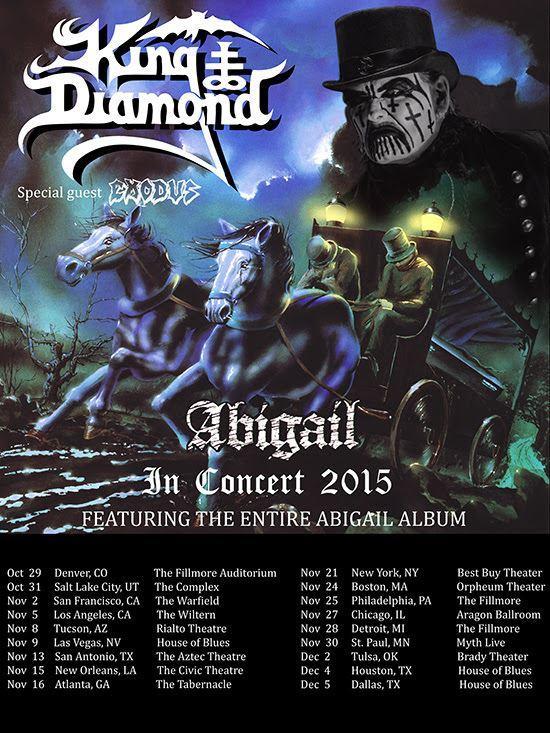 King
Diamond
Special guest EXODUS
Abigail
In Concert 2015
FEATURING THE ENTIRE ABIGAIL ALBUM
Oct 29 Denver, CO The Fillmore Auditorium
Oct 31 Salt Lake City, UT The Complex
Nov 2 San Francisco, CA The Warfield
Nov 5 Los Angeles, CA The Wiltern
Nov 8 Tucson, AZ Rialto Theatre
Nov 9 Las Vegas, NV House of Blues
Nov 13 San Antonio, TX The Aztec Theatre
Nov 15 New Orleans, LA The Civic Theatre
Nov 16 Atlanta, GA The Tabernacle
Nov 21 New York, NY Best Buy Theater
Nov 24 Boston, MA Orpheum Theater
Nov 25 Philadelphia, PA The Fillmore
Nov 27 Chicago, IL Aragon Ballroom
Nov 28 Detroit, MI The Fillmore
Nov 30 St. Paul, MN Myth Live
Dec 2 Tulsa, OK Brady Theater
Dec 4 Houston, TX House of Blues
Dec 5 Dallas, TX House of Blues